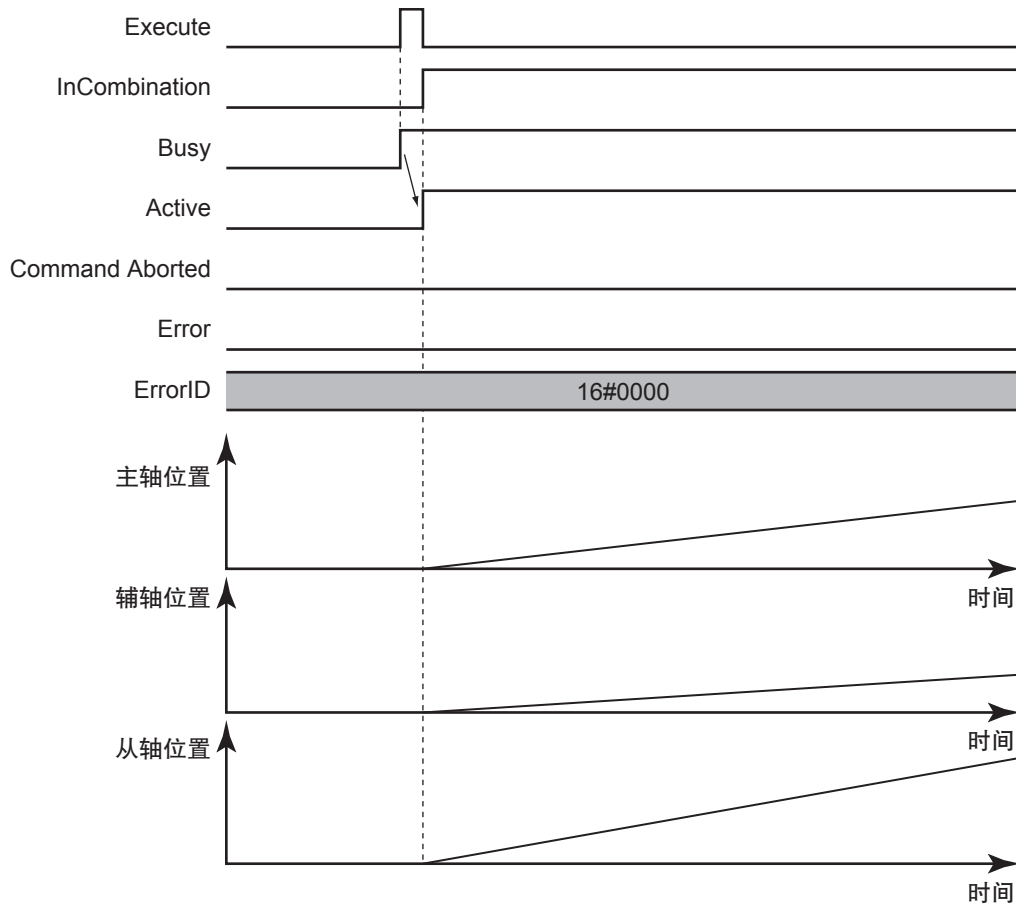 Execute
InCombination
Busy
Active
Command Aborted
Error
ErrorID
16#0000
主轴位置
时间
辅轴位置
时间
从轴位置
时间